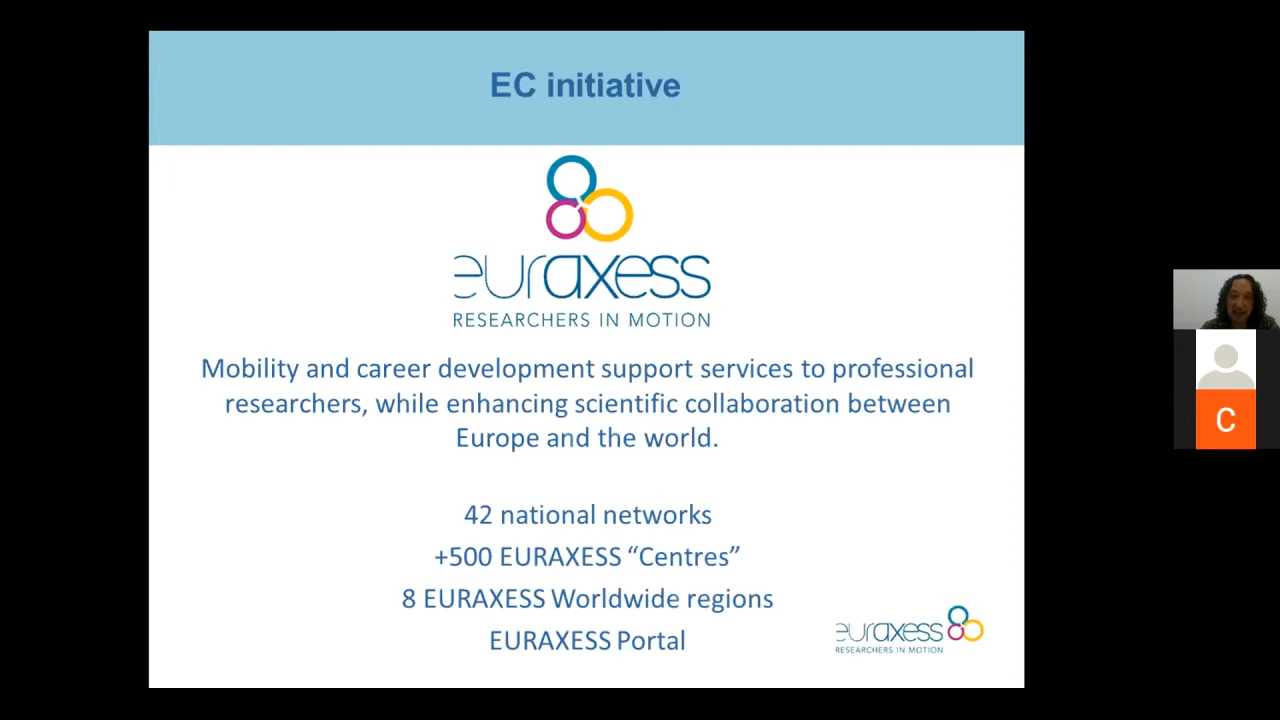 EC initiative
euraxess
RESEARCHERS IN MOTION
Mobility and career development support services to professional
researchers, while enhancing scientific collaboration between
Europe and the world.
42 national networks
+500 EURAXESS “Centres”
8 EURAXESS Worldwide regions
EURAXESS Portal
euraxess
RESEARCHERS IN MOTION
C